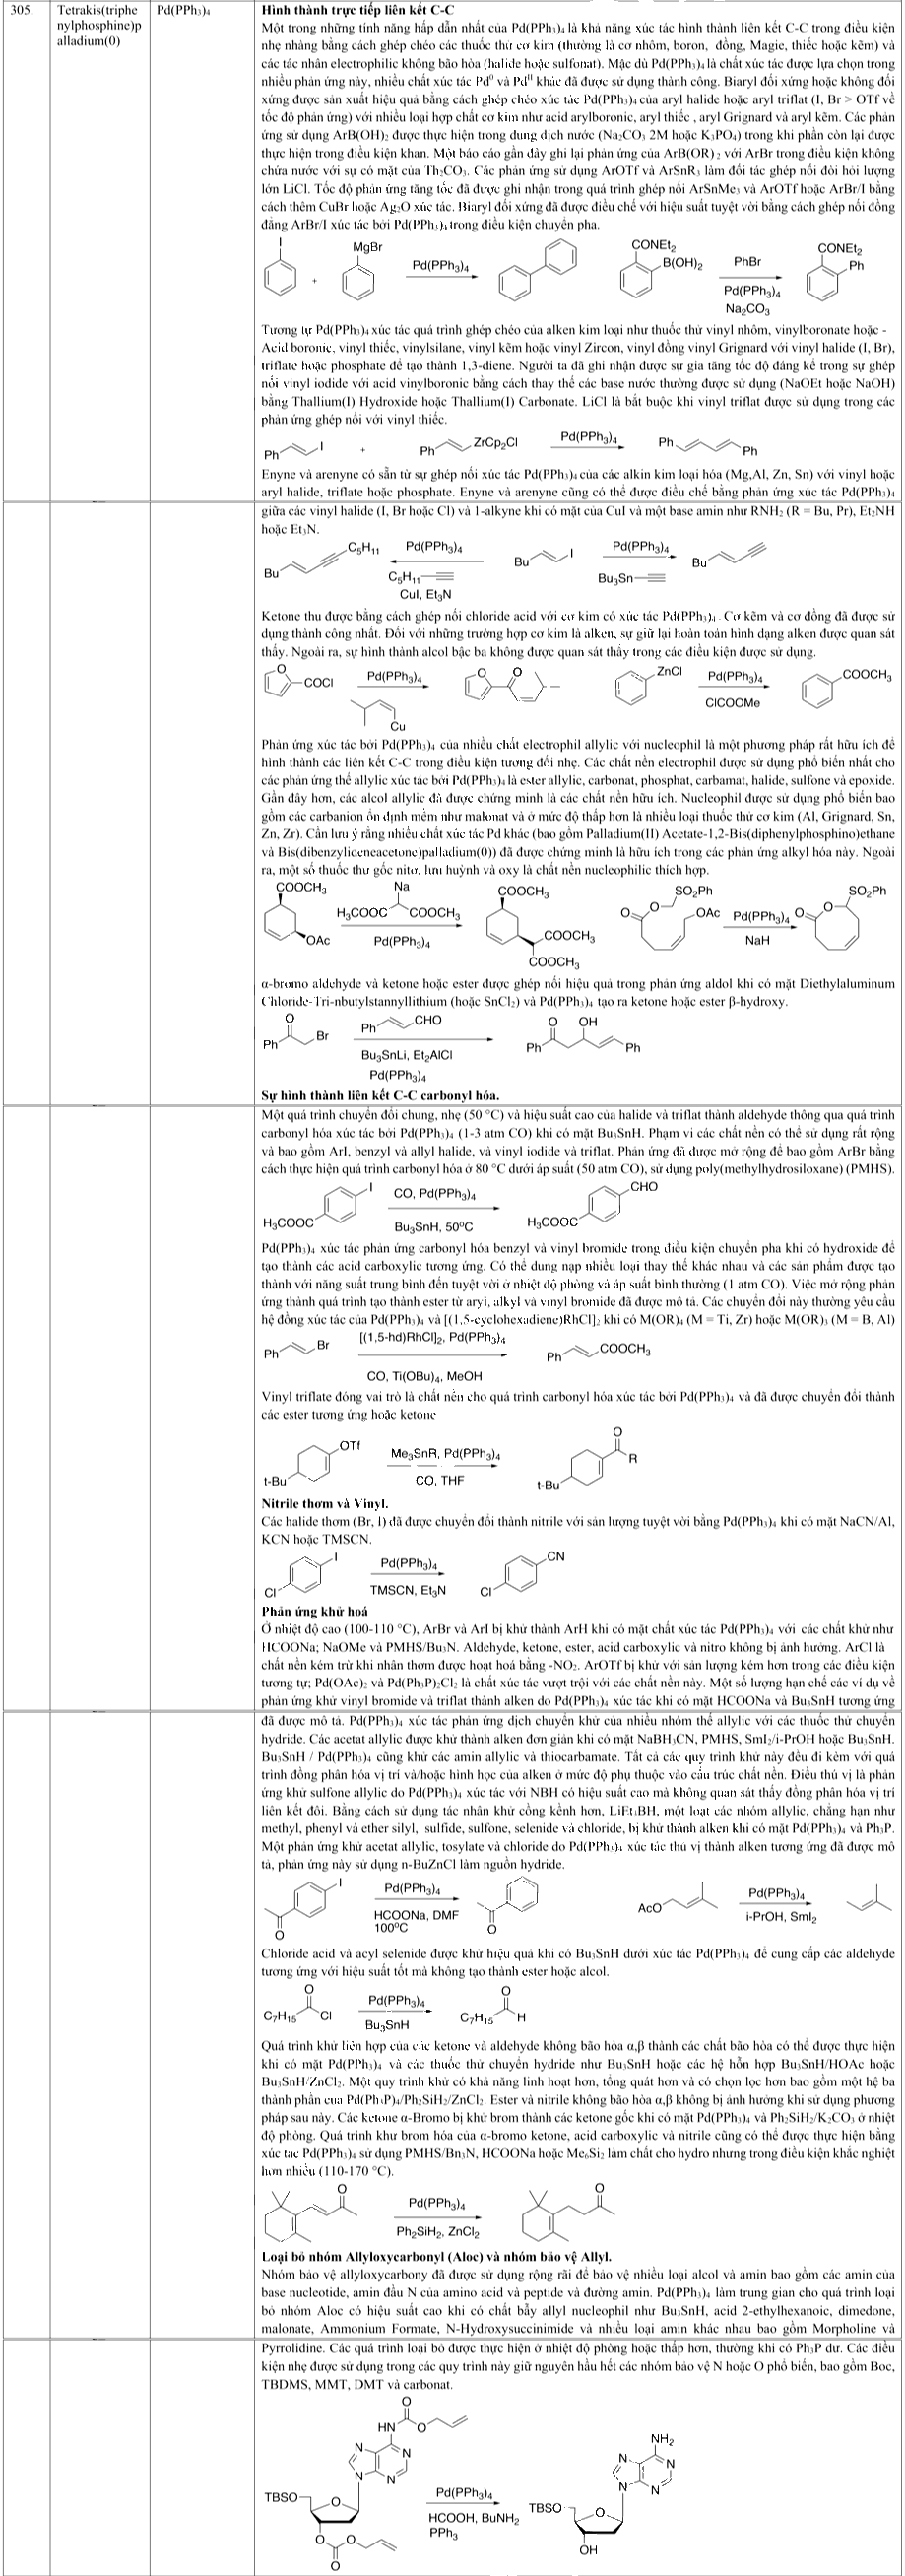 305.
Tetrakis(triphe
nylphosphine)p
alladium(0)
Pd(PPh₃)₄
Hình thành trực tiếp liên kết C-C
Một trong những tính năng hấp dẫn nhất của Pd(PPh₃)₄ là khả năng xúc tác hình thành liên kết C-C trong điều kiện
nhẹ nhàng bằng cách ghép chéo các thuốc thử cơ kim (thường là cơ nhôm, boron, đồng, Magie, thiếc hoặc kẽm) và
các tác nhân electrophilic không bão hòa (halide hoặc sulfonat). Mặc dù Pd(PPh₃)₄ là chất xúc tác được lựa chọn trong
nhiều phản ứng này, nhiều chất xúc tác Pd⁰ và Pdᴵᴵ khác đã được sử dụng thành công. Biaryl đối xứng hoặc không đối
xứng được sản xuất hiệu quả bằng cách ghép chéo xúc tác Pd(PPh₃)₄ của aryl halide hoặc aryl triflat (I, Br > OTf về
tốc độ phản ứng) với nhiều loại hợp chất cơ kim như acid arylboronic, aryl thiếc , aryl Grignard và aryl kẽm. Các phản
ứng sử dụng ArB(OH)₂ được thực hiện trong dung dịch nước (Na₂CO₃ 2M hoặc K₃PO₄) trong khi phần còn lại được
thực hiện trong điều kiện khan. Một báo cáo gần đây ghi lại phản ứng của ArB(OR)₂ với ArBr trong điều kiện không
chứa nước với sự có mặt của Th₂CO₃. Các phản ứng sử dụng ArOTf và ArSnR₃ làm đối tác ghép nối đòi hỏi lượng
lớn LiCl. Tốc độ phản ứng tăng tốc đã được ghi nhận trong quá trình ghép nối ArSnMe₃ và ArOTf hoặc ArBr/I bằng
cách thêm CuBr hoặc Ag₂O xúc tác. Biaryl đối xứng đã được điều chế với hiệu suất tuyệt vời bằng cách ghép nối đồng
đẳng ArBr/I xúc tác bởi Pd(PPh₃)₄ trong điều kiện chuyển pha.
I
+
MgBr
Pd(PPh₃)₄
CONEt₂
B(OH)₂
PhBr
Pd(PPh₃)₄
Na₂CO₃
CONEt₂
Ph
Tương tự Pd(PPh₃)₄ xúc tác quá trình ghép chéo của alken kim loại như thuốc thử vinyl nhôm, vinylboronate hoặc -
Acid boronic, vinyl thiếc, vinylsilane, vinyl kẽm hoặc vinyl Zircon, vinyl đồng vinyl Grignard với vinyl halide (I, Br),
triflate hoặc phosphate để tạo thành 1,3-diene. Người ta đã ghi nhận được sự gia tăng tốc độ đáng kể trong sự ghép
nối vinyl iodide với acid vinylboronic bằng cách thay thế các base nước thường được sử dụng (NaOEt hoặc NaOH)
bằng Thallium(I) Hydroxide hoặc Thallium(I) Carbonate. LiCl là bắt buộc khi vinyl triflat được sử dụng trong các
phản ứng ghép nối với vinyl thiếc.
Ph
I
+
Ph
ZrCp₂Cl
Pd(PPh₃)₄
Ph
Ph
Enyne và arenyne có sẵn từ sự ghép nối xúc tác Pd(PPh₃)₄ của các alkin kim loại hóa (Mg,Al, Zn, Sn) với vinyl hoặc
aryl halide, triflate hoặc phosphate. Enyne và arenyne cũng có thể được điều chế bằng phản ứng xúc tác Pd(PPh₃)₄
giữa các vinyl halide (I, Br hoặc Cl) và 1-alkyne khi có mặt của CuI và một base amin như RNH₂ (R = Bu, Pr), Et₂NH
hoặc Et₃N.
Bu
C₅H₁₁
Pd(PPh₃)₄
C₅H₁₁
CuI, Et₃N
Bu
I
Pd(PPh₃)₄
Bu₃Sn
Bu
Ketone thu được bằng cách ghép nối chloride acid với cơ kim có xúc tác Pd(PPh₃)₄ . Cơ kẽm và cơ đồng đã được sử
dụng thành công nhất. Đối với những trường hợp cơ kim là alken, sự giữ lại hoàn toàn hình dạng alken được quan sát
thấy. Ngoài ra, sự hình thành alcol bậc ba không được quan sát thấy trong các điều kiện được sử dụng.
O
COCl
Pd(PPh₃)₄
Cu
O
O
ZnCl
Pd(PPh₃)₄
ClCOOMe
COOCH₃
Phản ứng xúc tác bởi Pd(PPh₃)₄ của nhiều chất electrophil allylic với nucleophil là một phương pháp rất hữu ích để
hình thành các liên kết C-C trong điều kiện tương đối nhẹ. Các chất nền electrophil được sử dụng phổ biến nhất cho
các phản ứng thế allylic xúc tác bởi Pd(PPh₃)₄ là ester allylic, carbonat, phosphat, carbamat, halide, sulfone và epoxide.
Gần đây hơn, các alcol allylic đã được chứng minh là các chất nền hữu ích. Nucleophil được sử dụng phổ biến bao
gồm các carbanion ổn định mềm như malonat và ở mức độ thấp hơn là nhiều loại thuốc thử cơ kim (Al, Grignard, Sn,
Zn, Zr). Cần lưu ý rằng nhiều chất xúc tác Pd khác (bao gồm Palladium(II) Acetate-1,2-Bis(diphenylphosphino)ethane
và Bis(dibenzylideneacetone)palladium(0)) đã được chứng minh là hữu ích trong các phản ứng alkyl hóa này. Ngoài
ra, một số thuốc thư gốc nitơ, lưu huỳnh và oxy là chất nền nucleophilic thích hợp.
COOCH₃
OAc
Na
H₃COOC
COOCH₃
Pd(PPh₃)₄
COOCH₃
COOCH₃
COOCH₃
O
O
SO₂Ph
OAc
Pd(PPh₃)₄
NaH
O
O
SO₂Ph
α-bromo aldehyde và ketone hoặc ester được ghép nối hiệu quả trong phản ứng aldol khi có mặt Diethylaluminum
Chloride-Tri-nbutylstannyllithium (hoặc SnCl₂) và Pd(PPh₃)₄ tạo ra ketone hoặc ester β-hydroxy.
O
Ph
Br
Ph
CHO
Bu₃SnLi, Et₂AlCl
Pd(PPh₃)₄
O
OH
Ph
Ph
Sự hình thành liên kết C-C carbonyl hóa.
Một quá trình chuyển đổi chung, nhẹ (50 °C) và hiệu suất cao của halide và triflat thành aldehyde thông qua quá trình
carbonyl hóa xúc tác bởi Pd(PPh₃)₄ (1-3 atm CO) khi có mặt Bu₃SnH. Phạm vi các chất nền có thể sử dụng rất rộng
và bao gồm ArI, benzyl và allyl halide, và vinyl iodide và triflat. Phản ứng đã được mở rộng để bao gồm ArBr bằng
cách thực hiện quá trình carbonyl hóa ở 80 °C dưới áp suất (50 atm CO), sử dụng poly(methylhydrosiloxane) (PMHS).
H₃COOC
I
CO, Pd(PPh₃)₄
Bu₃SnH, 50⁰C
H₃COOC
CHO
Pd(PPh₃)₄ xúc tác phản ứng carbonyl hóa benzyl và vinyl bromide trong điều kiện chuyển pha khi có hydroxide để
tạo thành các acid carboxylic tương ứng. Có thể dung nạp nhiều loại thay thế khác nhau và các sản phẩm được tạo
thành với năng suất trung bình đến tuyệt vời ở nhiệt độ phòng và áp suất bình thường (1 atm CO). Việc mở rộng phản
ứng thành quá trình tạo thành ester từ aryl, alkyl và vinyl bromide đã được mô tả. Các chuyển đổi này thường yêu cầu
hệ đồng xúc tác của Pd(PPh₃)₄ và [(1,5-cyclohexadiene)RhCl]₂ khi có M(OR)₄ (M = Ti, Zr) hoặc M(OR)₃ (M = B, Al)
Ph
Br
[(1,5-hd)RhCl]₂, Pd(PPh₃)₄
CO, Ti(OBu)₄, MeOH
Ph
COOCH₃
Vinyl triflate đóng vai trò là chất nền cho quá trình carbonyl hóa xúc tác bởi Pd(PPh₃)₄ và đã được chuyển đổi thành
các ester tương ứng hoặc ketone
t-Bu
OTf
Me₃SnR, Pd(PPh₃)₄
CO, THF
t-Bu
O
R
Nitrile thơm và Vinyl.
Các halide thơm (Br, I) đã được chuyển đổi thành nitrile với sản lượng tuyệt vời bằng Pd(PPh₃)₄ khi có mặt NaCN/Al,
KCN hoặc TMSCN.
Cl
I
Pd(PPh₃)₄
TMSCN, Et₃N
Cl
CN
Phản ứng khử hoá
Ở nhiệt độ cao (100-110 °C), ArBr và ArI bị khử thành ArH khi có mặt chất xúc tác Pd(PPh₃)₄ với các chất khử như
HCOONa; NaOMe và PMHS/Bu₃N. Aldehyde, ketone, ester, acid carboxylic và nitro không bị ảnh hưởng. ArCl là
chất nền kém trừ khi nhân thơm được hoạt hoá bằng -NO₂. ArOTf bị khử với sản lượng kém hơn trong các điều kiện
tương tự; Pd(OAc)₂ và Pd(Ph₃P)₂Cl₂ là chất xúc tác vượt trội với các chất nền này. Một số lượng hạn chế các ví dụ về
phản ứng khử vinyl bromide và triflat thành alken do Pd(PPh₃)₄ xúc tác khi có mặt HCOONa và Bu₃SnH tương ứng
đã được mô tả. Pd(PPh₃)₄ xúc tác phản ứng dịch chuyển khử của nhiều nhóm thế allylic với các thuốc thử chuyển
hydride. Các acetat allylic được khử thành alken đơn giản khi có mặt NaBH₃CN, PMHS, SmI₂/i-PrOH hoặc Bu₃SnH.
Bu₃SnH / Pd(PPh₃)₄ cũng khử các amin allylic và thiocarbamate. Tất cả các quy trình khử này đều đi kèm với quá
trình đồng phân hóa vị trí và/hoặc hình học của alken ở mức độ phụ thuộc vào cấu trúc chất nền. Điều thú vị là phản
ứng khử sulfone allylic do Pd(PPh₃)₄ xúc tác với NBH có hiệu suất cao mà không quan sát thấy đồng phân hóa vị trí
liên kết đôi. Bằng cách sử dụng tác nhân khử cồng kềnh hơn, LiEt₃BH, một loạt các nhóm allylic, chẳng hạn như
methyl, phenyl và ether silyl, sulfide, sulfone, selenide và chloride, bị khử thành alken khi có mặt Pd(PPh₃)₄ và Ph₃P.
Một phản ứng khử acetat allylic, tosylate và chloride do Pd(PPh₃)₄ xúc tác thú vị thành alken tương ứng đã được mô
tả, phản ứng này sử dụng n-BuZnCl làm nguồn hydride.
O
I
Pd(PPh₃)₄
HCOONa, DMF
100⁰C
O
AcO
Pd(PPh₃)₄
i-PrOH, SmI₂
Chloride acid và acyl selenide được khử hiệu quả khi có Bu₃SnH dưới xúc tác Pd(PPh₃)₄ để cung cấp các aldehyde
tương ứng với hiệu suất tốt mà không tạo thành ester hoặc alcol.
O
C₇H₁₅
Cl
Pd(PPh₃)₄
Bu₃SnH
O
C₇H₁₅
H
Quá trình khử liên hợp của các ketone và aldehyde không bão hòa α,β thành các chất bão hòa có thể được thực hiện
khi có mặt Pd(PPh₃)₄ và các thuốc thử chuyển hydride như Bu₃SnH hoặc các hệ hỗn hợp Bu₃SnH/HOAc hoặc
Bu₃SnH/ZnCl₂. Một quy trình khử có khả năng linh hoạt hơn, tổng quát hơn và có chọn lọc hơn bao gồm một hệ ba
thành phần của Pd(Ph₃P)₄/Ph₂SiH₂/ZnCl₂. Ester và nitrile không bão hòa α,β không bị ảnh hưởng khi sử dụng phương
pháp sau này. Các ketone α-Bromo bị khử brom thành các ketone gốc khi có mặt Pd(PPh₃)₄ và Ph₂SiH₂/K₂CO₃ ở nhiệt
độ phòng. Quá trình khư brom hóa của α-bromo ketone, acid carboxylic và nitrile cũng có thể được thực hiện bằng
xúc tác Pd(PPh₃)₄ sử dụng PMHS/Bn₃N, HCOONa hoặc Me₆Si₂ làm chất cho hydro nhưng trong điều kiện khắc nghiệt
hơn nhiều (110-170 °C).
O
Pd(PPh₃)₄
Ph₂SiH₂, ZnCl₂
O
Loại bỏ nhóm Allyloxycarbonyl (Aloc) và nhóm bảo vệ Allyl.
Nhóm bảo vệ allyloxycarbony đã được sử dụng rộng rãi để bảo vệ nhiều loại alcol và amin bao gồm các amin của
base nucleotide, amin đầu N của amino acid và peptide và đường amin. Pd(PPh₃)₄ làm trung gian cho quá trình loại
bỏ nhóm Aloc có hiệu suất cao khi có chất bẫy allyl nucleophil như Bu₃SnH, acid 2-ethylhexanoic, dimedone,
malonate, Ammonium Formate, N-Hydroxysuccinimide và nhiều loại amin khác nhau bao gồm Morpholine và
Pyrrolidine. Các quá trình loại bỏ được thực hiện ở nhiệt độ phòng hoặc thấp hơn, thường khi có Ph₃P dư. Các điều
kiện nhẹ được sử dụng trong các quy trình này giữ nguyên hầu hết các nhóm bảo vệ N hoặc O phổ biến, bao gồm Boc,
TBDMS, MMT, DMT và carbonat.
O
HN
O
N
N
N
N
TBSO
O
O
O
O
Pd(PPh₃)₄
HCOOH, BuNH₂
PPh₃
NH₂
N
N
N
N
TBSO
O
OH